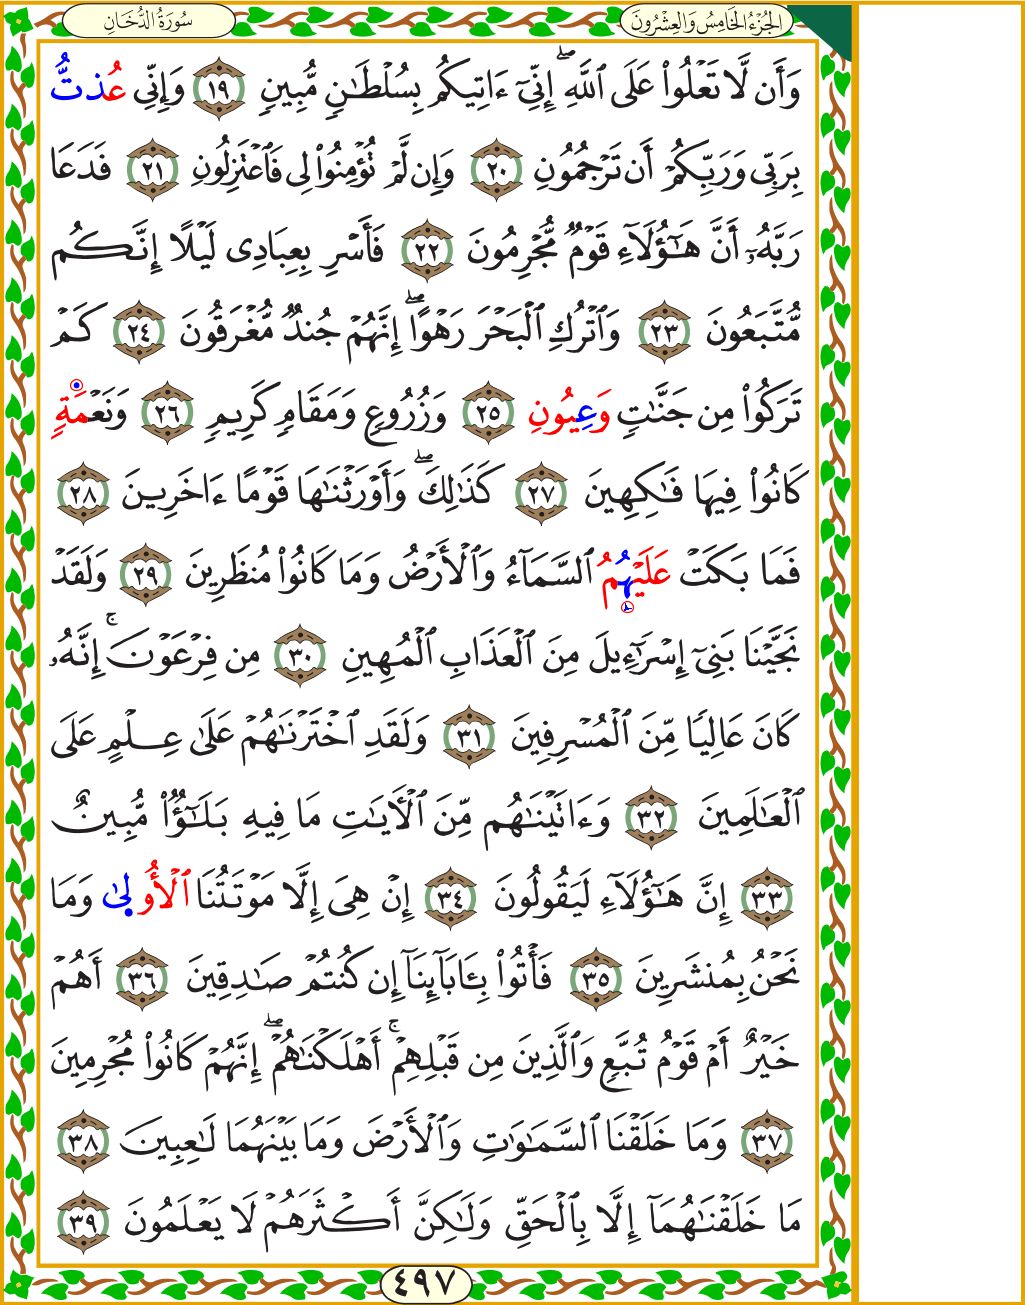 الجُزْءُ الخَامِسُ وَالعِشْرُونَ
سُورَةُ الدُّخَانِ
وَأَن لَّا تَعْلُوا۟ عَلَى ٱللَّهِ ۖ إِنِّىٓ ءَاتِيكُم بِسُلْطَـٰنٍ مُّبِينٍ ١٩ وَإِنِّى عُذتُّ
بِرَبِّى وَرَبِّكُمْ أَن تَرْجُمُونِ ٢٠ وَإِن لَّمْ تُؤْمِنُوا۟ لِى فَٱعْتَزِلُونِ ٢١ فَدَعَا
رَبَّهُۥٓ أَنَّ هَـٰٓؤُلَآءِ قَوْمٌ مُّجْرِمُونَ ٢٢ فَأَسْرِ بِعِبَادِى لَيْلًا إِنَّكُم
مُّتَّبَعُونَ ٢٣ وَٱتْرُكِ ٱلْبَحْرَ رَهْوًا ۖ إِنَّهُمْ جُندٌ مُّغْرَقُونَ ٢٤ كَمْ
تَرَكُوا۟ مِن جَنَّـٰتٍ وَعِيُونِ ٢٥ وَزُرُوعٍ وَمَقَامٍ كَرِيمٍ ٢٦ وَنَعْمَةٍ
كَانُوا۟ فِيهَا فَـٰكِهِينَ ٢٧ كَذَٰلِكَ ۖ وَأَوْرَثْنَـٰهَا قَوْمًا ءَاخَرِينَ ٢٨
فَمَا بَكَتْ عَلَيْهُمُ ٱلسَّمَآءُ وَٱلْأَرْضُ وَمَا كَانُوا۟ مُنظَرِينَ ٢٩ وَلَقَدْ
نَجَّيْنَا بَنِىٓ إِسْرَٰٓءِيلَ مِنَ ٱلْعَذَابِ ٱلْمُهِينِ ٣٠ مِن فِرْعَوْنَ ۚ إِنَّهُۥ
كَانَ عَالِيًا مِّنَ ٱلْمُسْرِفِينَ ٣١ وَلَقَدِ ٱخْتَرْنَـٰهُمْ عَلَىٰ عِلْمٍ عَلَى
ٱلْعَـٰلَمِينَ ٣٢ وَءَاتَيْنَـٰهُم مِّنَ ٱلْـَٔايَـٰتِ مَا فِيهِ بَلَـٰٓؤٌا۟ مُّبِينٌ
٣٣ إِنَّ هَـٰٓؤُلَآءِ لَيَقُولُونَ ٣٤ إِنْ هِىَ إِلَّا مَوْتَتُنَا ٱلْأُولَىٰ وَمَا
نَحْنُ بِمُنشَرِينَ ٣٥ فَأْتُوا۟ بِـَٔابَآئِنَآ إِن كُنتُمْ صَـٰدِقِينَ ٣٦ أَهُمْ
خَيْرٌ أَمْ قَوْمُ تُبَّعٍ وَٱلَّذِينَ مِن قَبْلِهِمْ ۚ أَهْلَكْنَـٰهُمْ ۖ إِنَّهُمْ كَانُوا۟ مُجْرِمِينَ
٣٧ وَمَا خَلَقْنَا ٱلسَّمَـٰوَٰتِ وَٱلْأَرْضَ وَمَا بَيْنَهُمَا لَـٰعِبِينَ ٣٨
مَا خَلَقْنَـٰهُمَآ إِلَّا بِٱلْحَقِّ وَلَـٰكِنَّ أَكْثَرَهُمْ لَا يَعْلَمُونَ ٣٩
٤٩٧